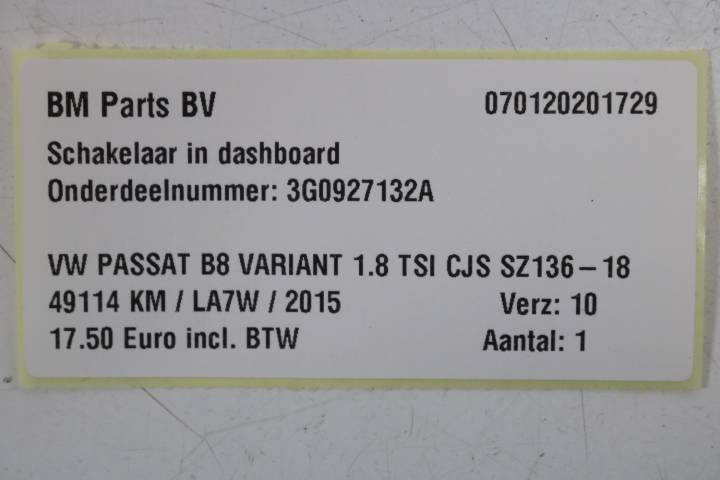 BM Parts BV 070120201729
Schakelaar in dashboard
Onderdeelnummer: 3G0927132A
VW PASSAT B8 VARIANT 1.8 TSI CJS SZ136-18
49114 KM / LA7W / 2015 Verz: 10
17.50 Euro incl. BTW Aantal: 1